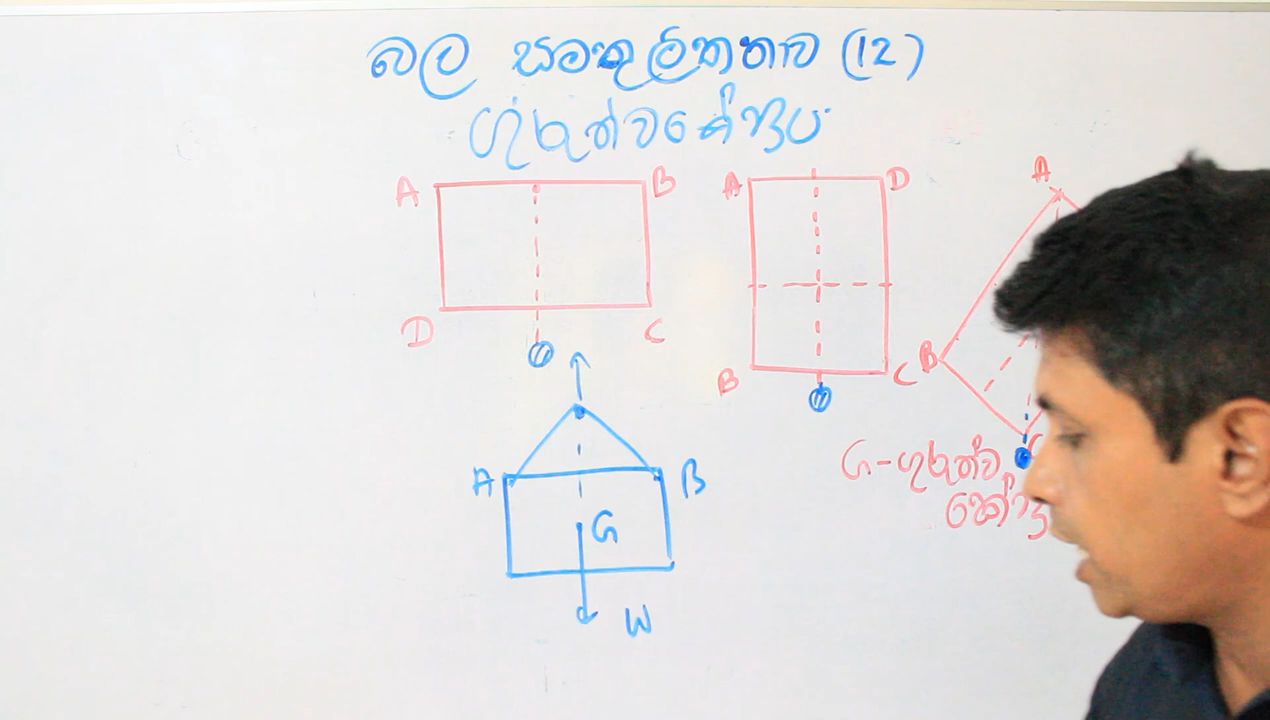 බල සමතුලිතතාව (12)
ගුරුත්ව කේන්ද්‍රය
A B
D C
A D
B C
A
B
G - ගුරුත්ව
A B
G
W